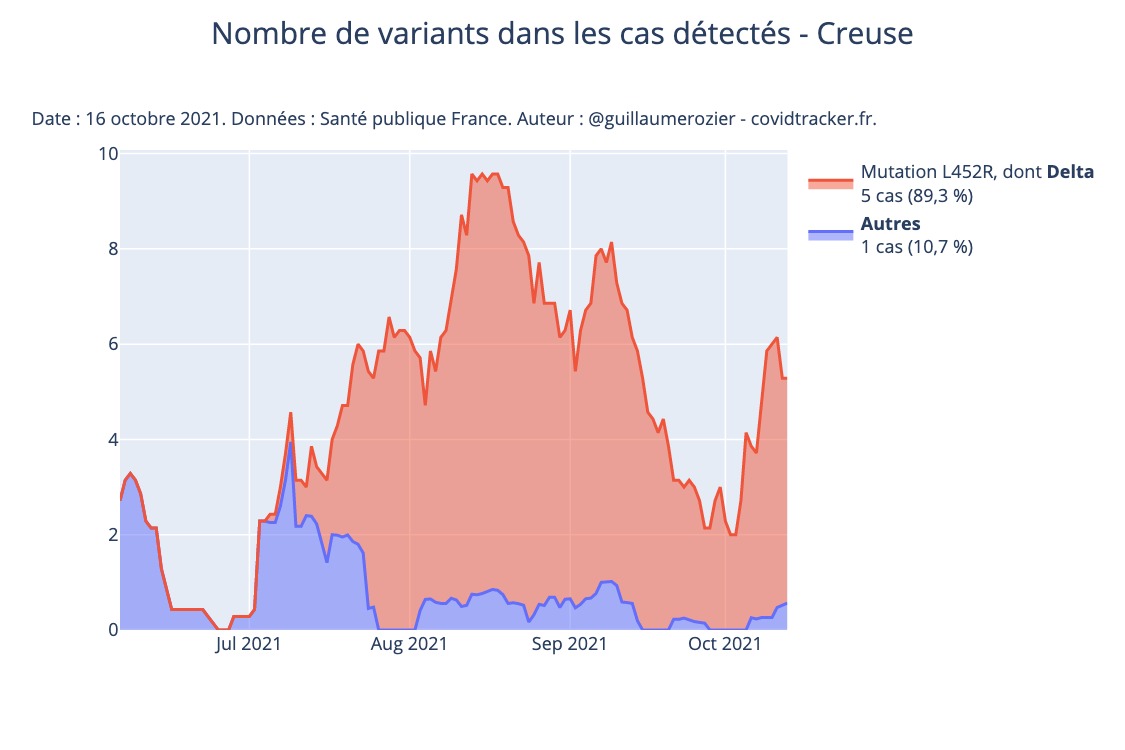 Nombre de variants dans les cas détectés - Creuse
Date : 16 octobre 2021. Données : Santé publique France. Auteur : @guillaumerozier - covidtracker.fr.
10
8
6
4
2
0
Jul 2021
Aug 2021
Sep 2021
Oct 2021
Mutation L452R, dont Delta
5 cas (89,3 %)
Autres
1 cas (10,7 %)